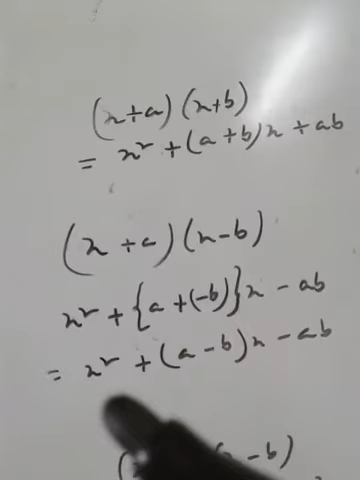 (x+a) (x+b)
= x² + (a+b)x + ab
(x + a) (x - b)
x² + {a + (-b)}x - ab
= x² + (a - b)x - ab
- b)